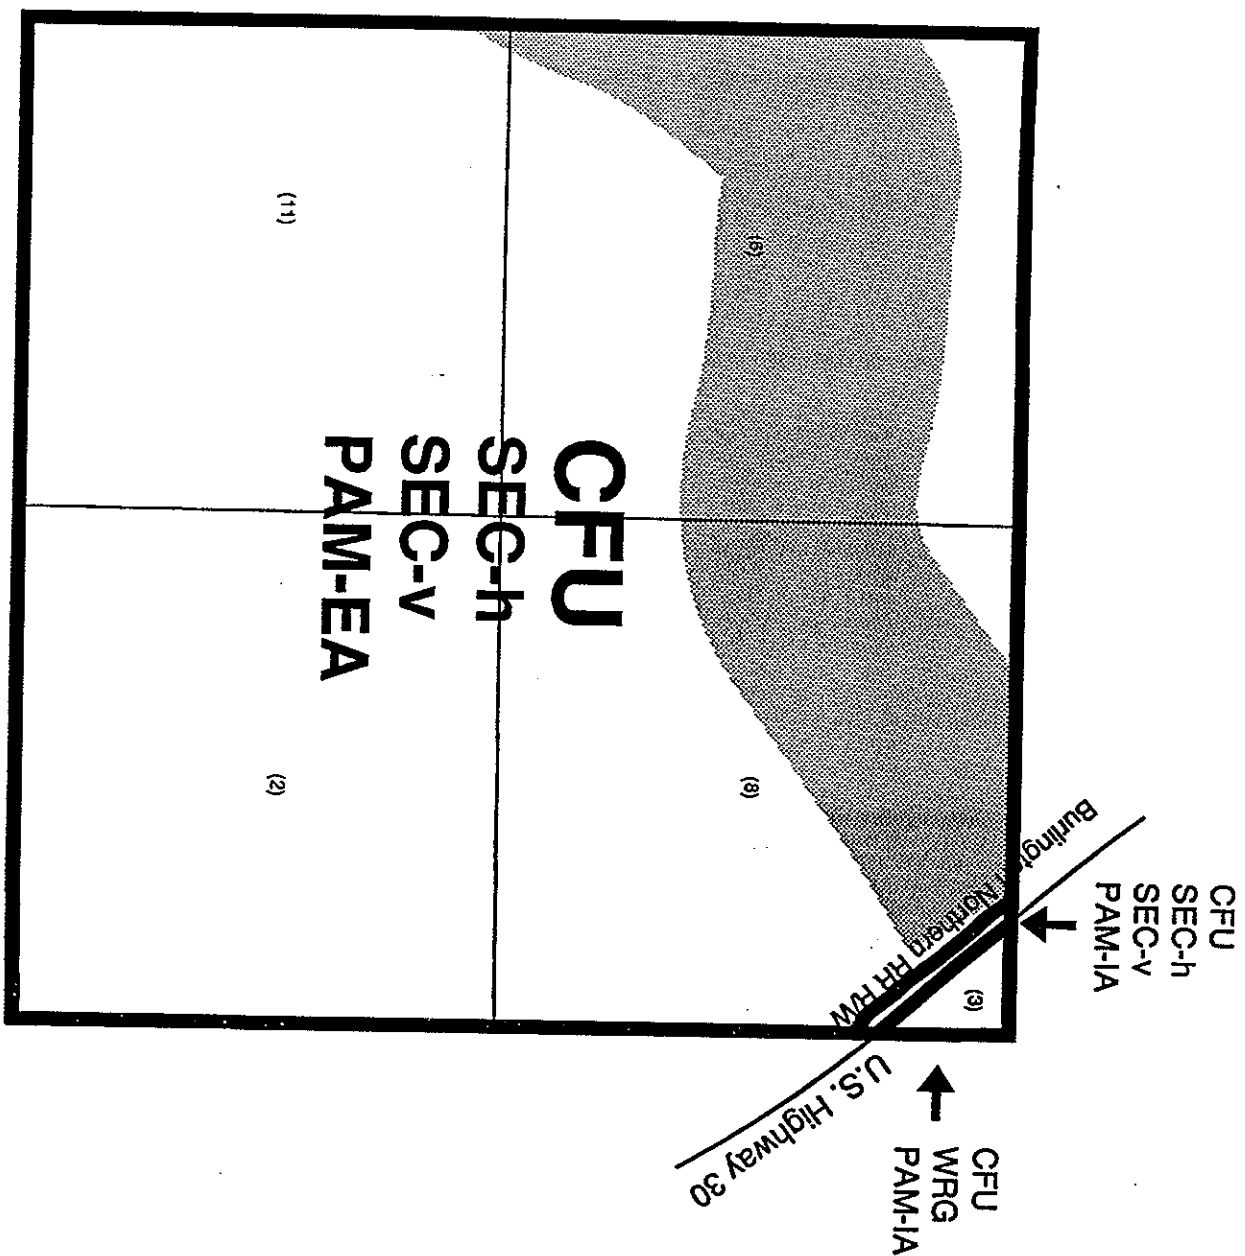 CFU
SEC-h
SEC-v
PAM-IA
Burlington Northern RR R/W
(3)
CFU
WRG
PAM-IA
U.S. Highway 30
(6)
(8)
CFU
SEC-h
SEC-v
PAM-EA
(11)
(2)